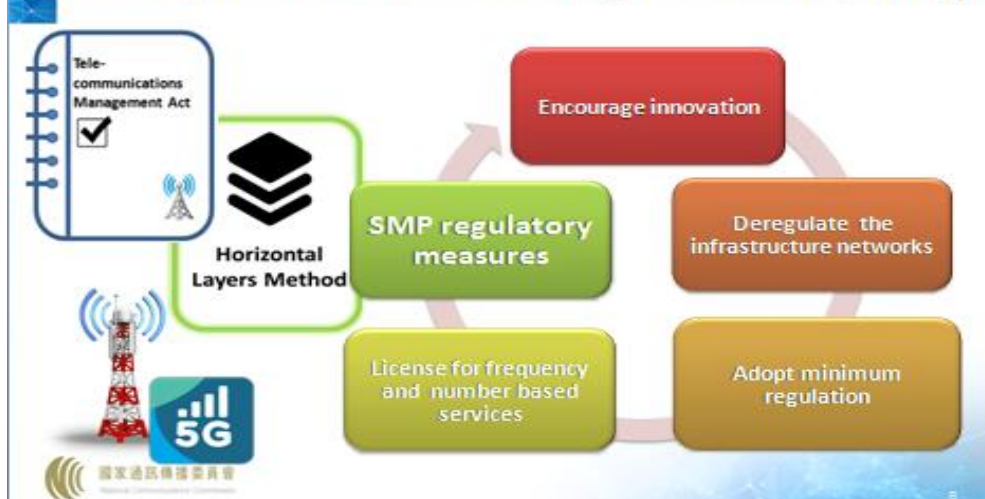 Tele-
communications
Management Act
Horizontal
Layers Method
Encourage innovation
Deregulate the
infrastructure networks
Adopt minimum
regulation
License for frequency
and number based
services
SMP regulatory
measures
5G
國家通訊傳播委員會
National Communications Commission